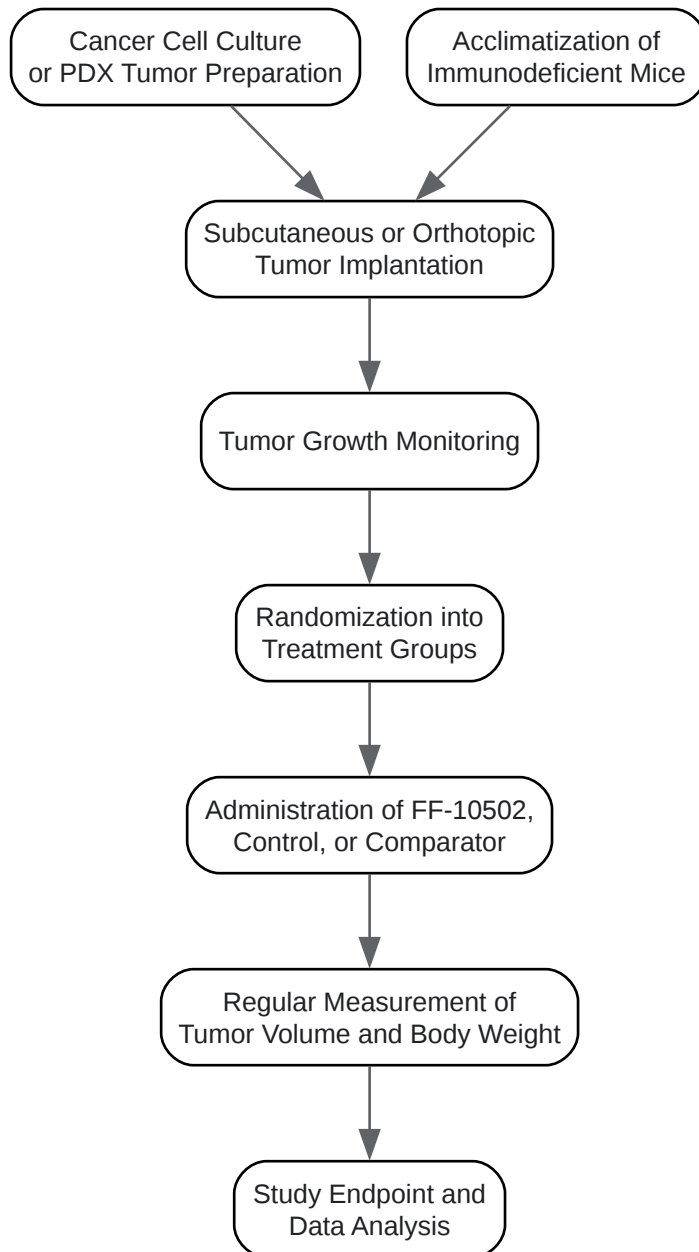 Cancer Cell Culture
or PDX Tumor Preparation
Acclimatization of
Immunodeficient Mice
Subcutaneous or Orthotopic
Tumor Implantation
Tumor Growth Monitoring
Randomization into
Treatment Groups
Administration of FF-10502,
Control, or Comparator
Regular Measurement of
Tumor Volume and Body Weight
Study Endpoint and
Data Analysis